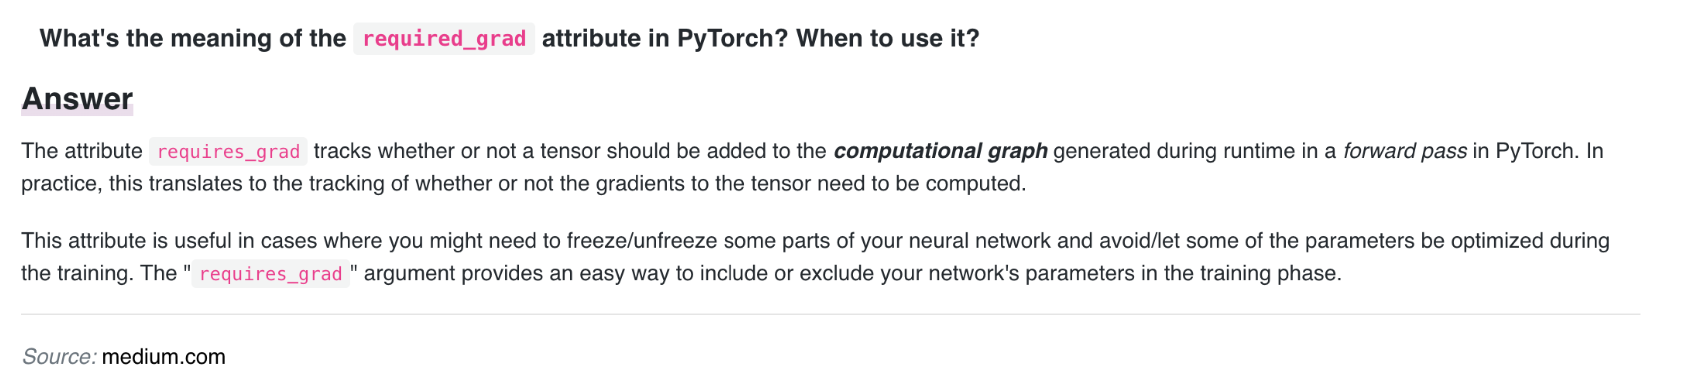 What's the meaning of the required_grad attribute in PyTorch? When to use it?
Answer
The attribute requires_grad tracks whether or not a tensor should be added to the computational graph generated during runtime in a forward pass in PyTorch. In
practice, this translates to the tracking of whether or not the gradients to the tensor need to be computed.
This attribute is useful in cases where you might need to freeze/unfreeze some parts of your neural network and avoid/let some of the parameters be optimized during
the training. The "requires_grad" argument provides an easy way to include or exclude your network's parameters in the training phase.
Source: medium.com